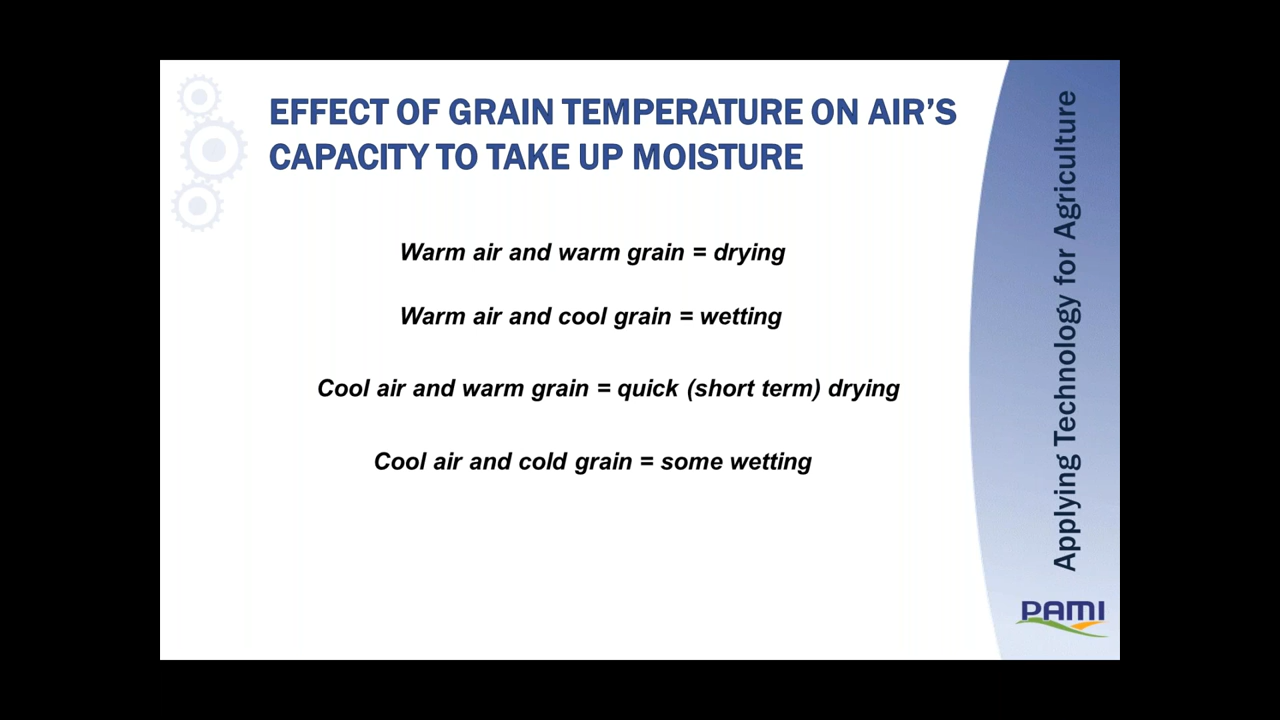 EFFECT OF GRAIN TEMPERATURE ON AIR’S
CAPACITY TO TAKE UP MOISTURE
Warm air and warm grain = drying
Warm air and cool grain = wetting
Cool air and warm grain = quick (short term) drying
Cool air and cold grain = some wetting
Applying Technology for Agriculture
PAMI